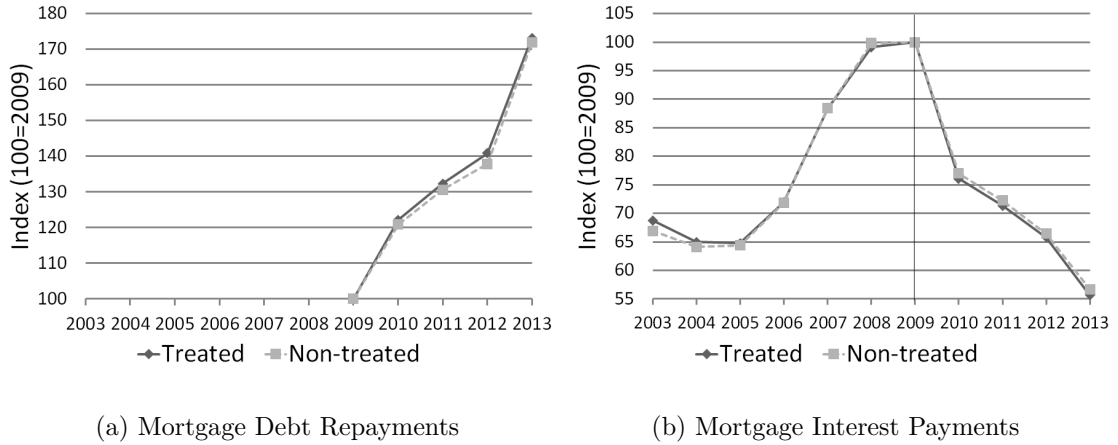 180
170
160
150
140
130
120
110
100
Index (100=2009)
2003 2004 2005 2006 2007 2008 2009 2010 2011 2012 2013
Treated Non-treated
(a) Mortgage Debt Repayments
105
100
95
90
85
80
75
70
65
60
55
Index (100=2009)
2003 2004 2005 2006 2007 2008 2009 2010 2011 2012 2013
Treated Non-treated
(b) Mortgage Interest Payments